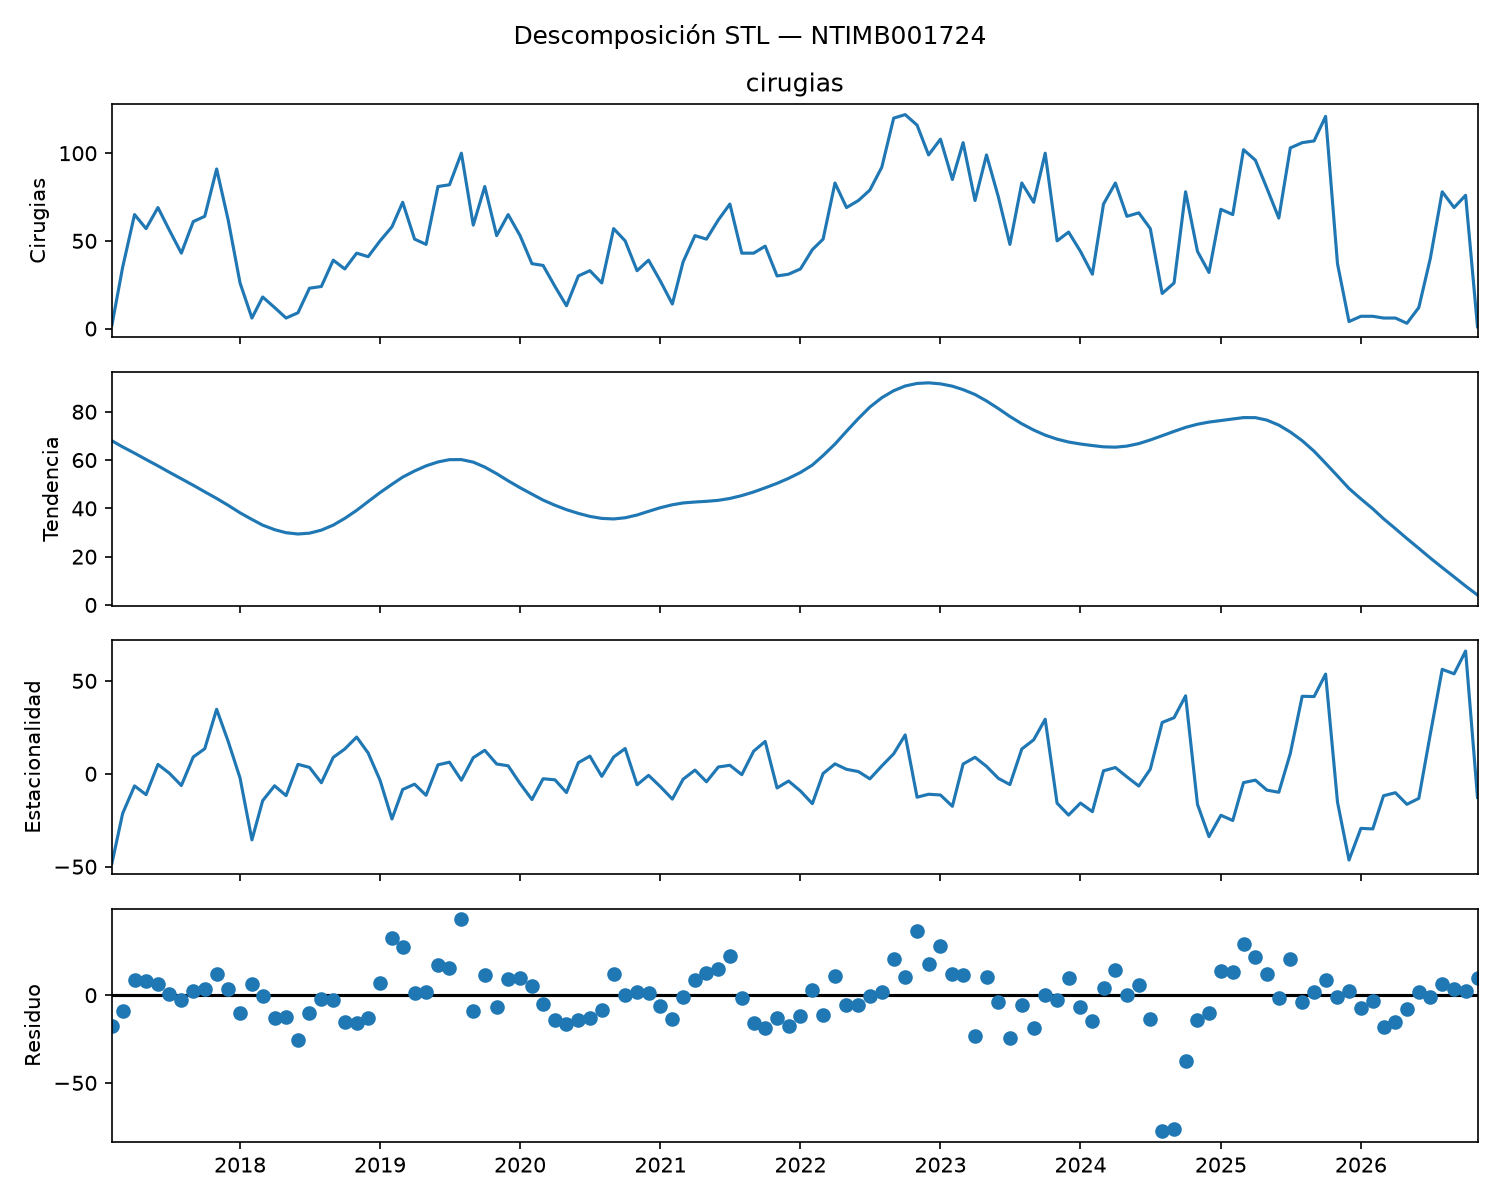 Descomposición STL — NTIMB001724
cirugias
Cirugias
100
50
0
Tendencia
80
60
40
20
0
Estacionalidad
50
0
−50
Residuo
0
−50
2018 2019 2020 2021 2022 2023 2024 2025 2026